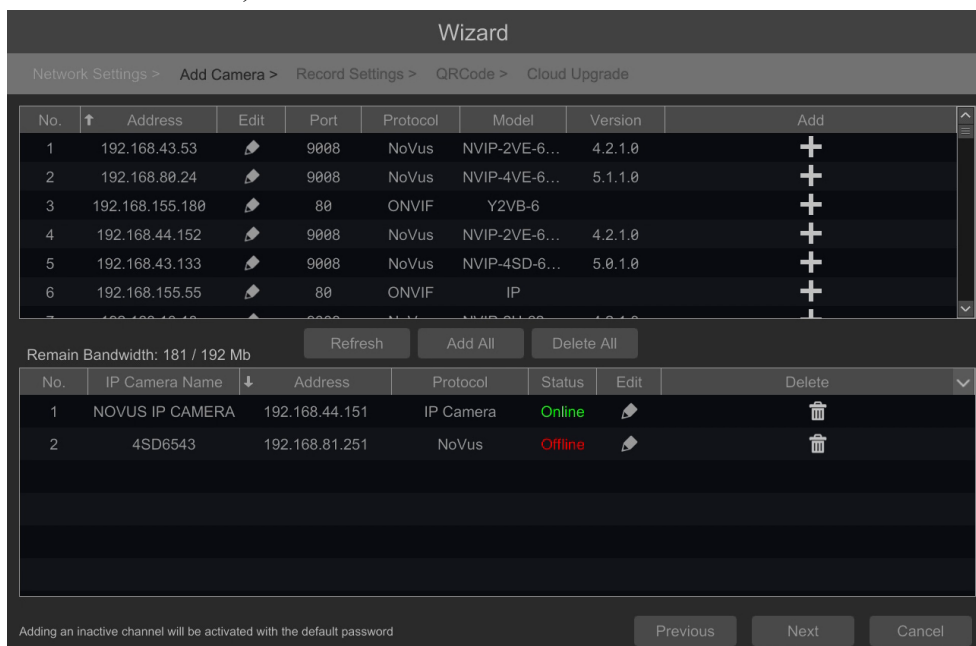 Wizard
Network Settings > Add Camera > Record Settings > QRCode > Cloud Upgrade
No. Address Edit Port Protocol Model Version Add
1 192.168.43.53 9008 NoVus NVIP-2VE-6... 4.2.1.0
2 192.168.80.24 9008 NoVus NVIP-4VE-6... 5.1.1.0
3 192.168.155.180 80 ONVIF Y2VB-6
4 192.168.44.152 9008 NoVus NVIP-2VE-6... 4.2.1.0
5 192.168.43.133 9008 NoVus NVIP-4SD-6... 5.0.1.0
6 192.168.155.55 80 ONVIF IP
Refresh Add All Delete All
Remain Bandwidth: 181 / 192 Mb
No. IP Camera Name Address Protocol Status Edit Delete
1 NOVUS IP CAMERA 192.168.44.151 IP Camera Online
2 4SD6543 192.168.81.251 NoVus Offline
Adding an inactive channel will be activated with the default password
Previous Next Cancel